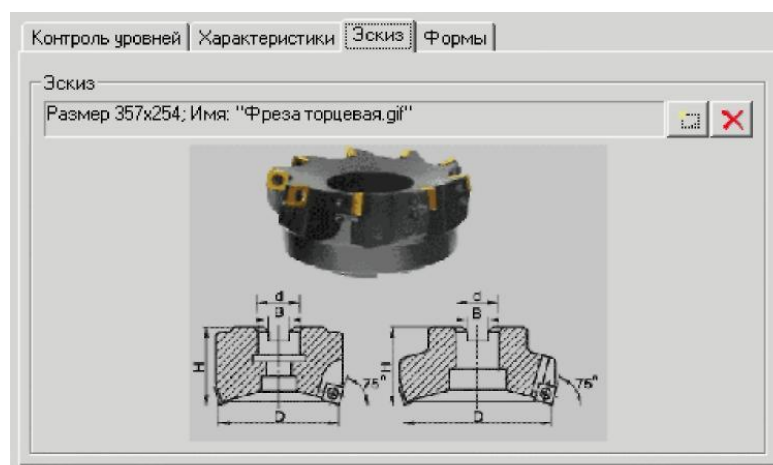 Контроль уровней Характеристики Эскиз Формы
Эскиз
Размер 357x254; Имя: "Фреза торцевая.gif"
d d
B B
H H
75° 75°
D D